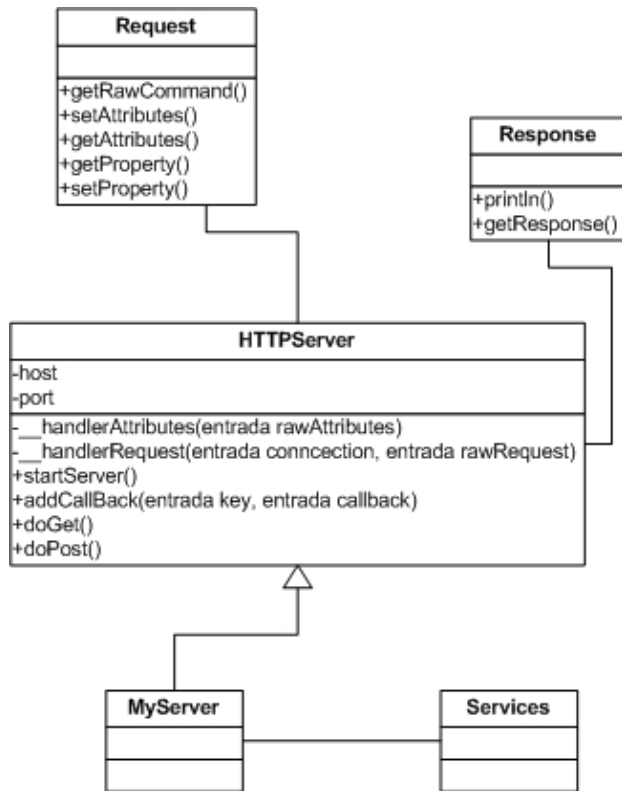 Request
+getRawCommand()
+setAttributes()
+getAttributes()
+getProperty()
+setProperty()
Response
+println()
+getResponse()
HTTPServer
-host
-port
-__handlerAttributes(entrada rawAttributes)
-__handlerRequest(entrada conncection, entrada rawRequest)
+startServer()
+addCallBack(entrada key, entrada callback)
+doGet()
+doPost()
MyServer
Services